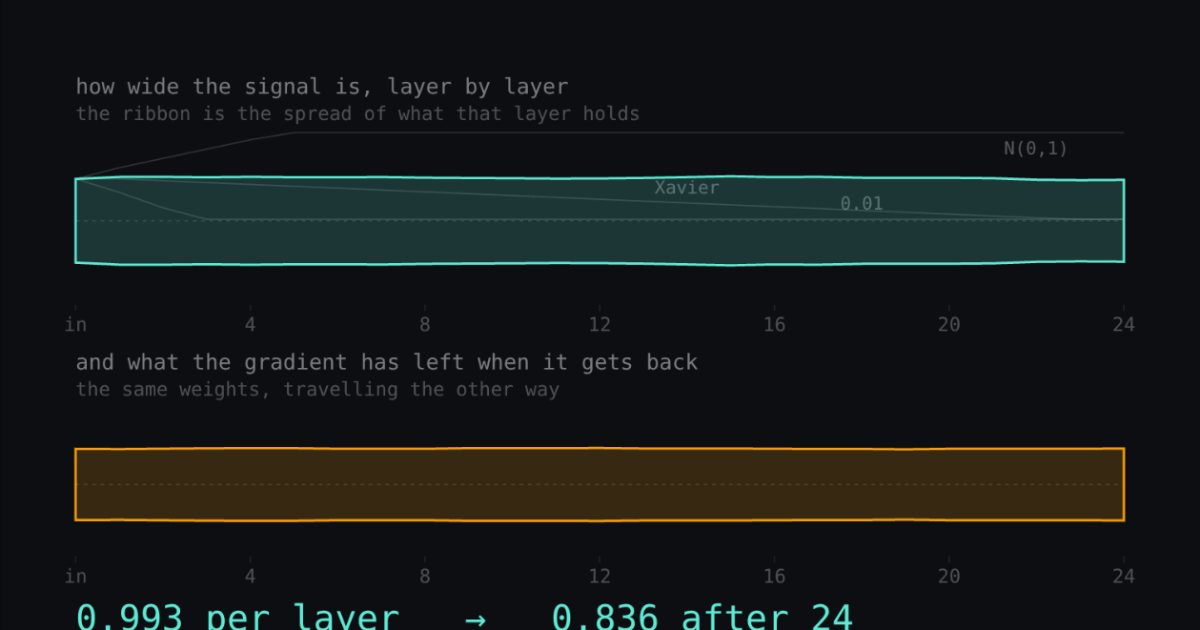 how wide the signal is, layer by layer
the ribbon is the spread of what that layer holds
N(0,1)
Xavier
0.01
in 4 8 12 16 20 24
and what the gradient has left when it gets back
the same weights, travelling the other way
in 4 8 12 16 20 24
0.993 per layer → 0.836 after 24